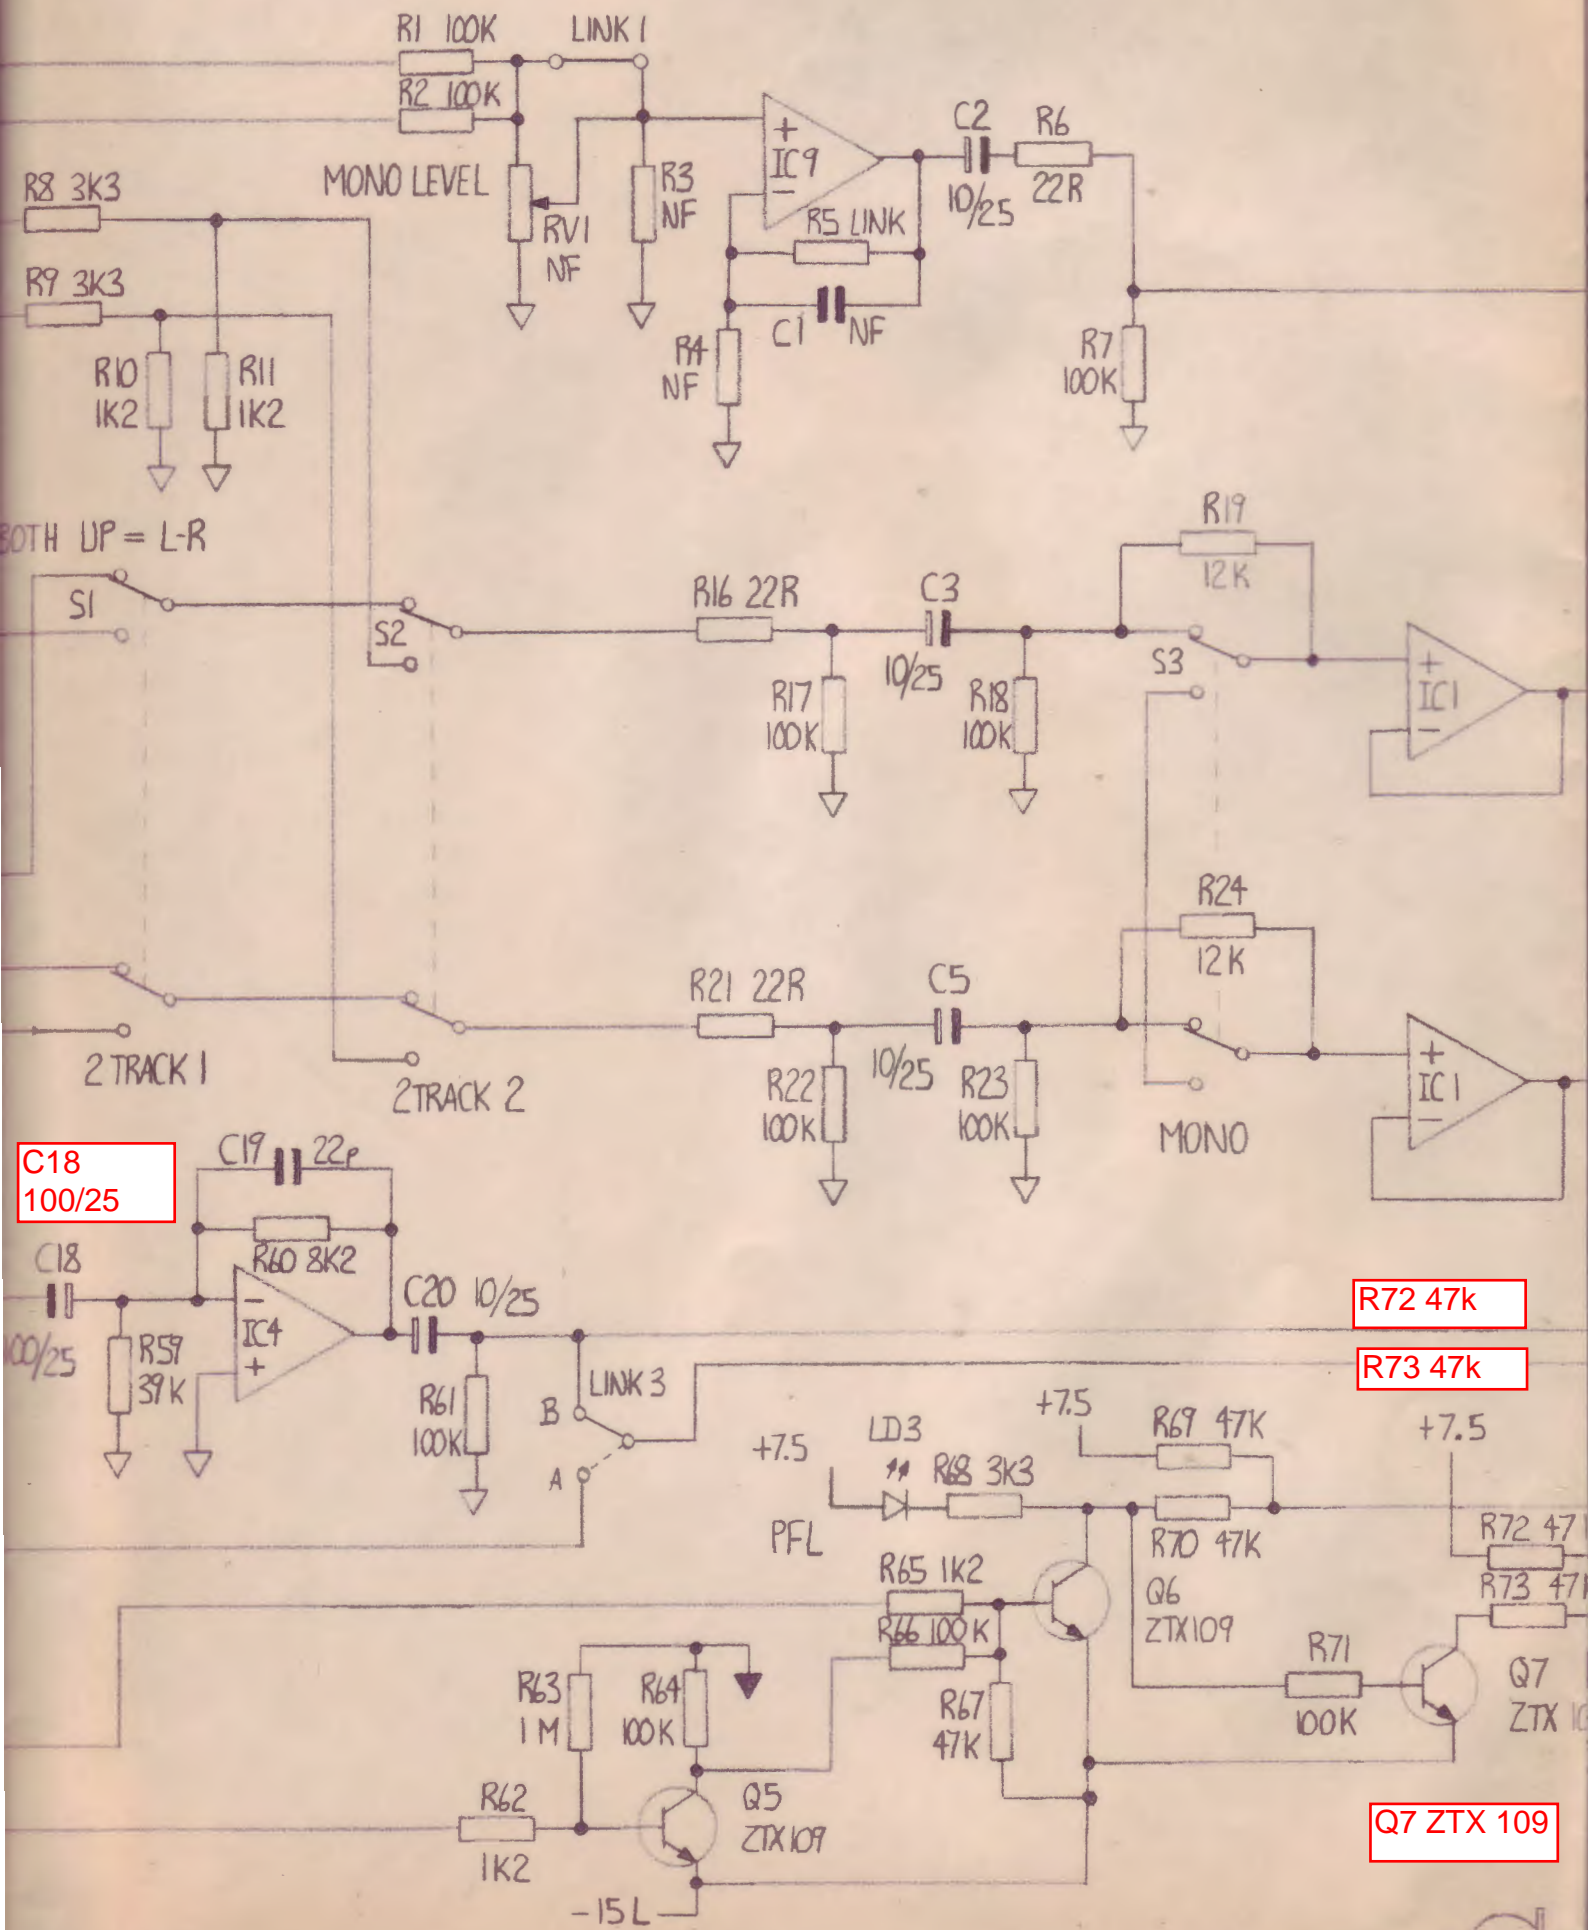 R1 100K
LINK 1
R2 100K
MONO LEVEL
RV1
NF
R3
NF
+
IC9
−
R5 LINK
C1 NF
R4
NF
C2
10/25
R6
22R
R7
100K
R8 3K3
R9 3K3
R10
1K2
R11
1K2
BOTH UP = L-R
S1
S2
R16 22R
R17
100K
C3
10/25
R18
100K
R19
12K
S3
+
IC1
−
2 TRACK 1
2TRACK 2
R21 22R
R22
100K
C5
10/25
R23
100K
R24
12K
MONO
+
IC1
−
C18
100/25
C19 22p
R60 8K2
C18
100/25
R59
39K
−
IC4
+
C20 10/25
R61
100K
LINK 3
B
A
R72 47k
R73 47k
+7.5
LD3
PFL
R68 3K3
+7.5
R69 47K
R70 47K
+7.5
R72 47
R73 47K
R65 1K2
R66 100K
Q6
ZTX109
R67
47K
R71
100K
Q7
ZTX 10
R63
1M
R64
100K
R62
1K2
Q5
ZTX109
Q7 ZTX 109
-15L